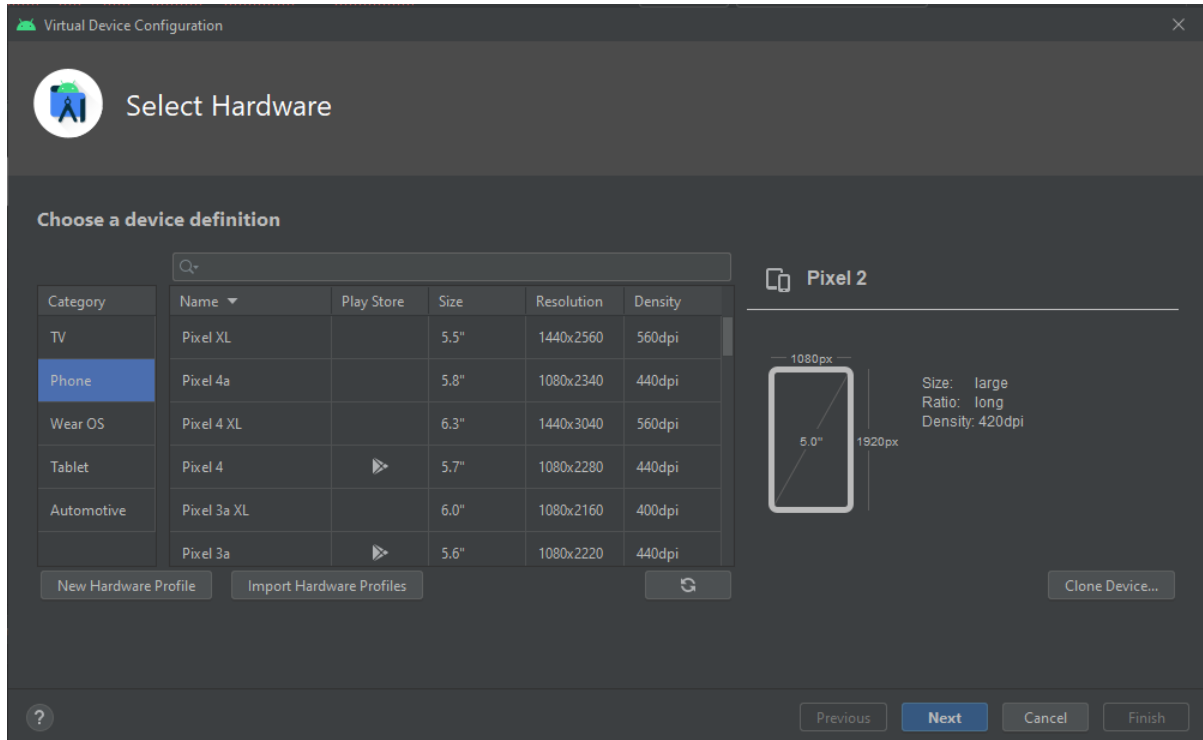 Virtual Device Configuration
Select Hardware
Choose a device definition
Category
TV
Phone
Wear OS
Tablet
Automotive
Name Play Store Size Resolution Density
Pixel XL 5.5" 1440x2560 560dpi
Pixel 4a 5.8" 1080x2340 440dpi
Pixel 4 XL 6.3" 1440x3040 560dpi
Pixel 4 5.7" 1080x2280 440dpi
Pixel 3a XL 6.0" 1080x2160 400dpi
Pixel 3a 5.6" 1080x2220 440dpi
New Hardware Profile Import Hardware Profiles
Pixel 2
1080px
5.0"
1920px
Size: large
Ratio: long
Density: 420dpi
Clone Device...
? Previous Next Cancel Finish